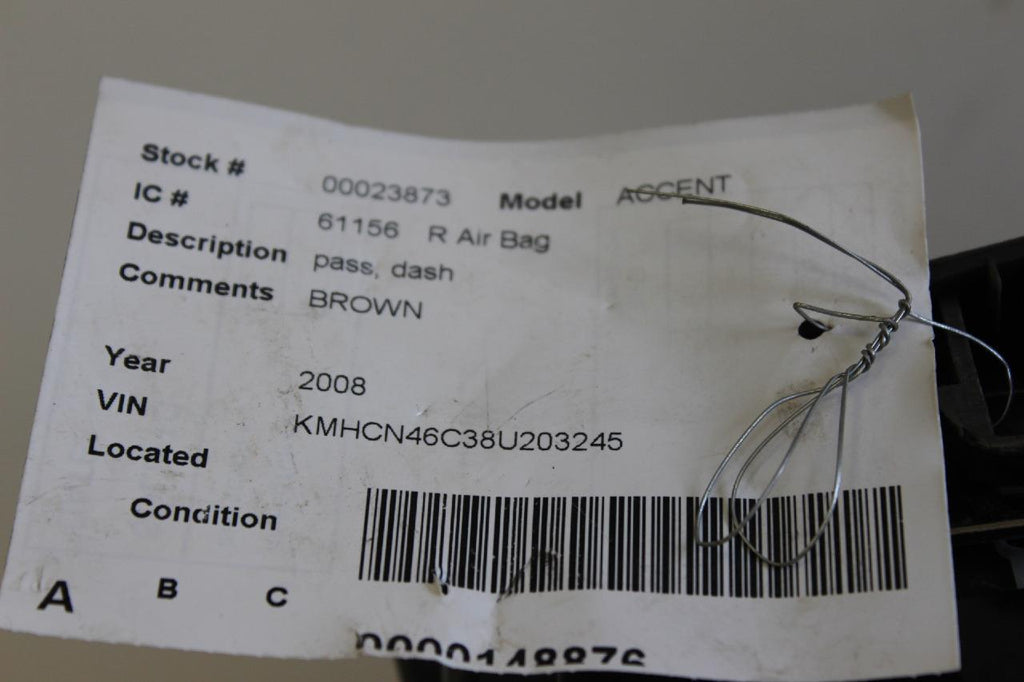 Stock # 00023873 Model ACCENT
IC # 61156 R Air Bag
Description pass, dash
Comments BROWN
Year 2008
VIN KMHCN46C38U203245
Located
Condition
A B C
0000148876